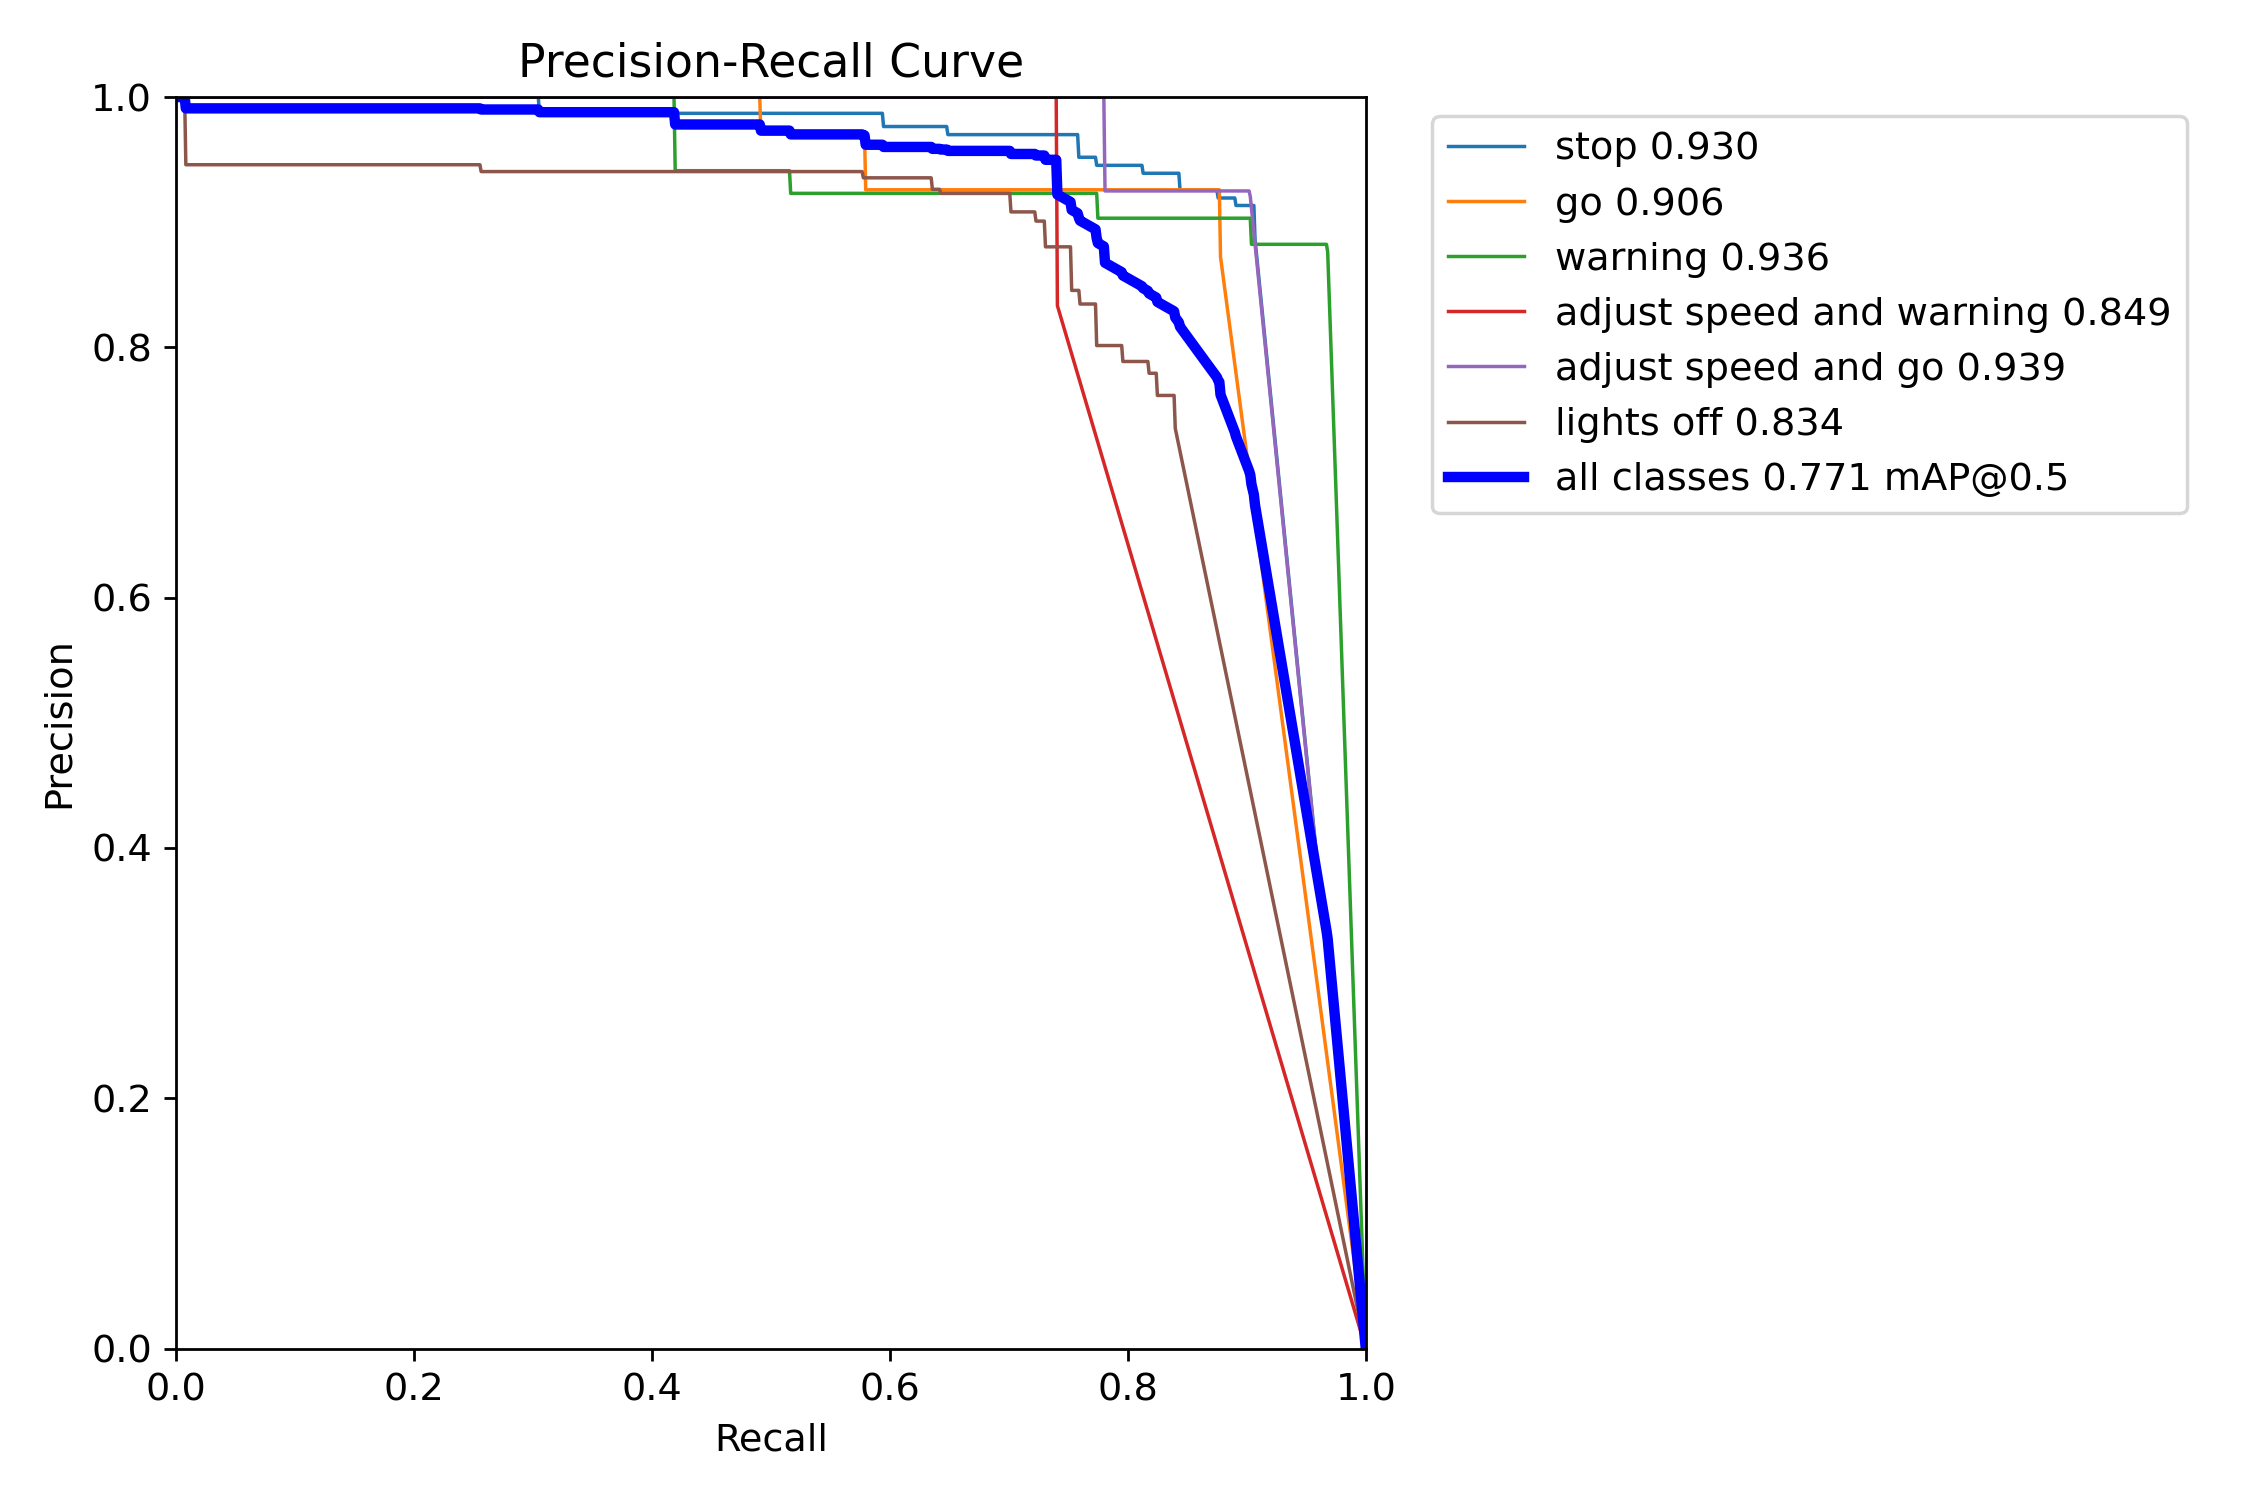 Precision-Recall Curve
1.0
0.8
0.6
0.4
0.2
0.0
Precision
0.0 0.2 0.4 0.6 0.8 1.0
Recall
stop 0.930
go 0.906
warning 0.936
adjust speed and warning 0.849
adjust speed and go 0.939
lights off 0.834
all classes 0.771 mAP@0.5